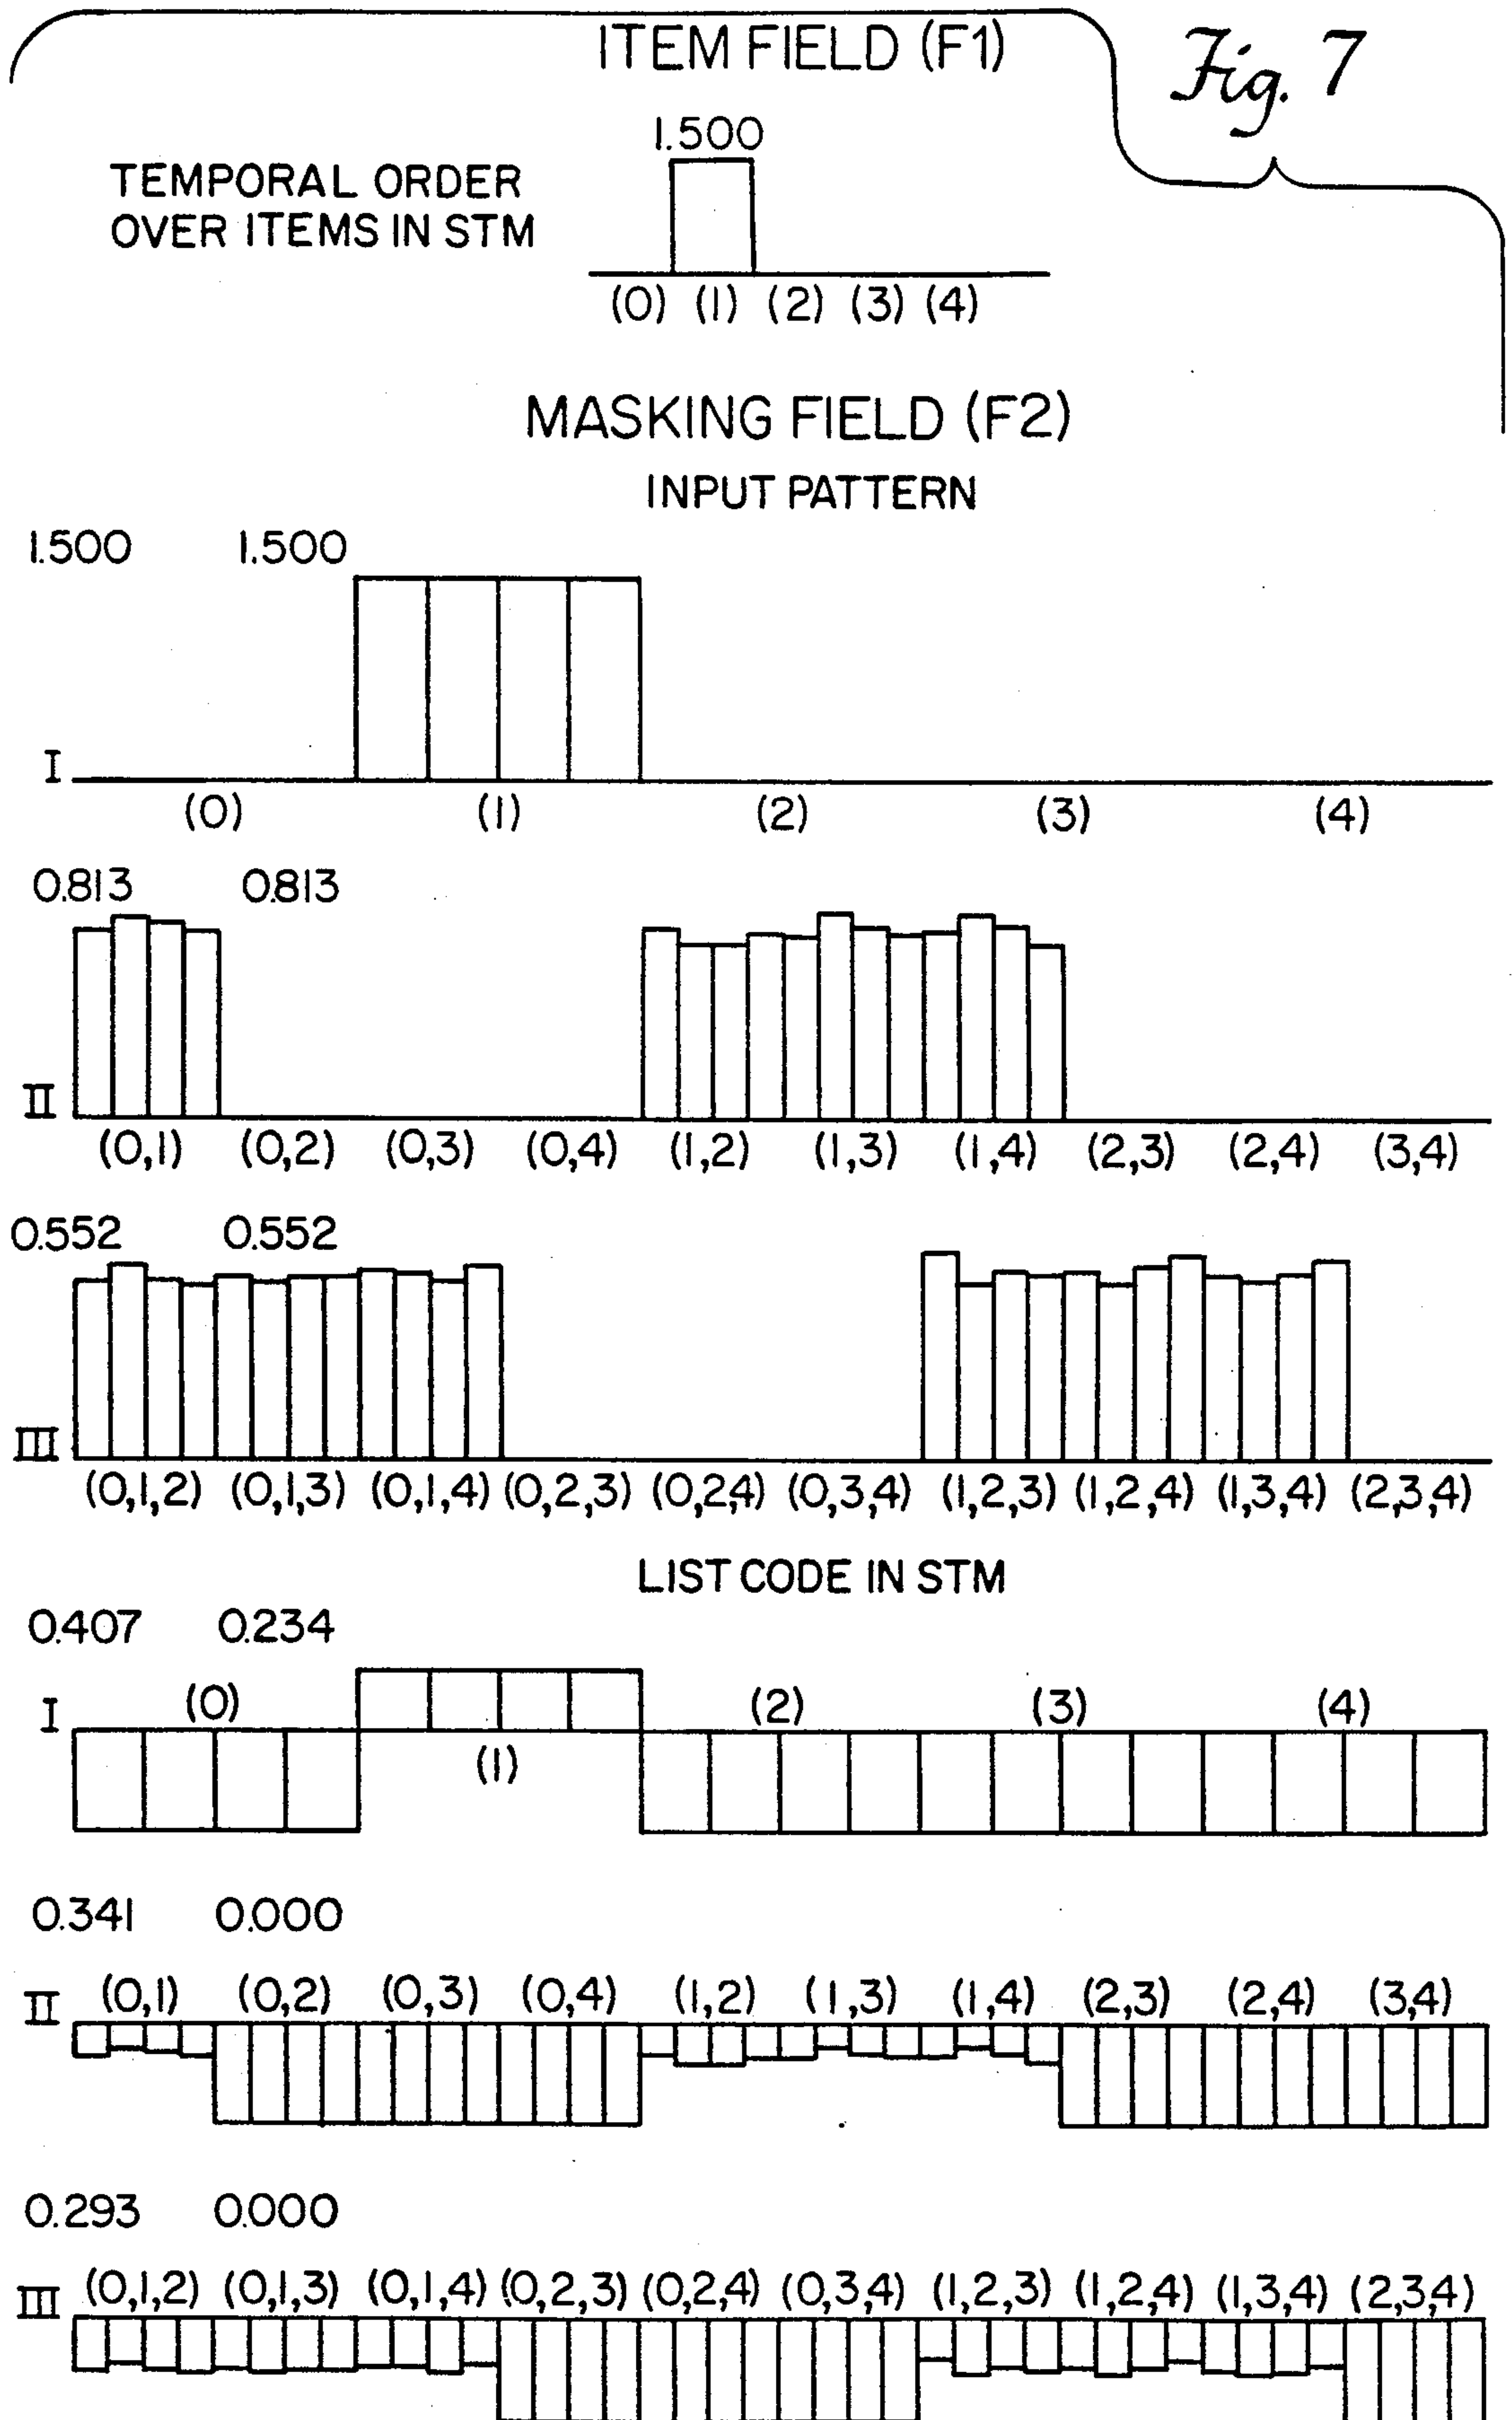 ITEM FIELD (F1)
Fig. 7
1.500
TEMPORAL ORDER
OVER ITEMS IN STM
(0) (1) (2) (3) (4)
MASKING FIELD (F2)
INPUT PATTERN
1.500 1.500
I
(0) (1) (2) (3) (4)
0.813 0.813
II
(0,1) (0,2) (0,3) (0,4) (1,2) (1,3) (1,4) (2,3) (2,4) (3,4)
0.552 0.552
III
(0,1,2) (0,1,3) (0,1,4) (0,2,3) (0,2,4) (0,3,4) (1,2,3) (1,2,4) (1,3,4) (2,3,4)
LIST CODE IN STM
0.407 0.234
I (0) (2) (3) (4)
(1)
0.341 0.000
II (0,1) (0,2) (0,3) (0,4) (1,2) (1,3) (1,4) (2,3) (2,4) (3,4)
0.293 0.000
III (0,1,2) (0,1,3) (0,1,4) (0,2,3) (0,2,4) (0,3,4) (1,2,3) (1,2,4) (1,3,4) (2,3,4)